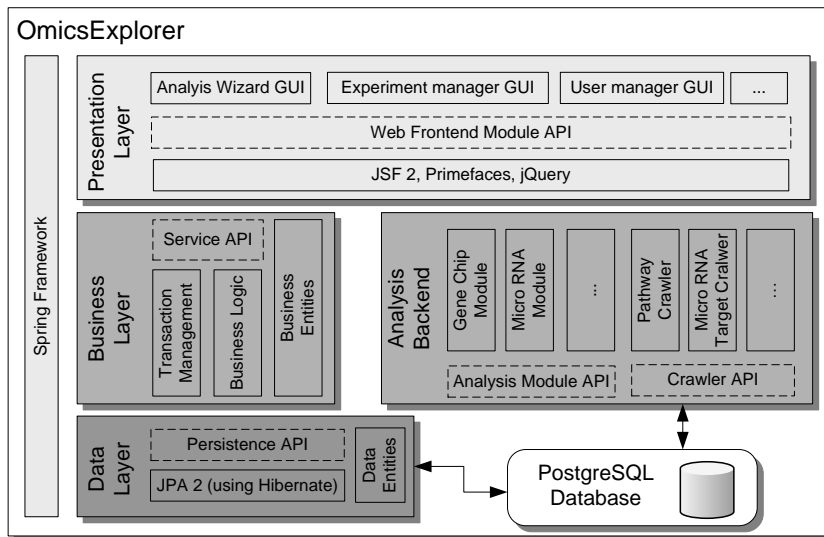 OmicsExplorer
Spring Framework
Presentation
Layer
Analyis Wizard GUI
Experiment manager GUI
User manager GUI
...
Web Frontend Module API
JSF 2, Primefaces, jQuery
Business
Layer
Service API
Transaction
Management
Business Logic
Business
Entities
Analysis
Backend
Gene Chip
Module
Micro RNA
Module
...
Pathway
Crawler
Micro RNA
Target Cralwer
...
Analysis Module API
Crawler API
Data
Layer
Persistence API
JPA 2 (using Hibernate)
Data
Entities
PostgreSQL
Database